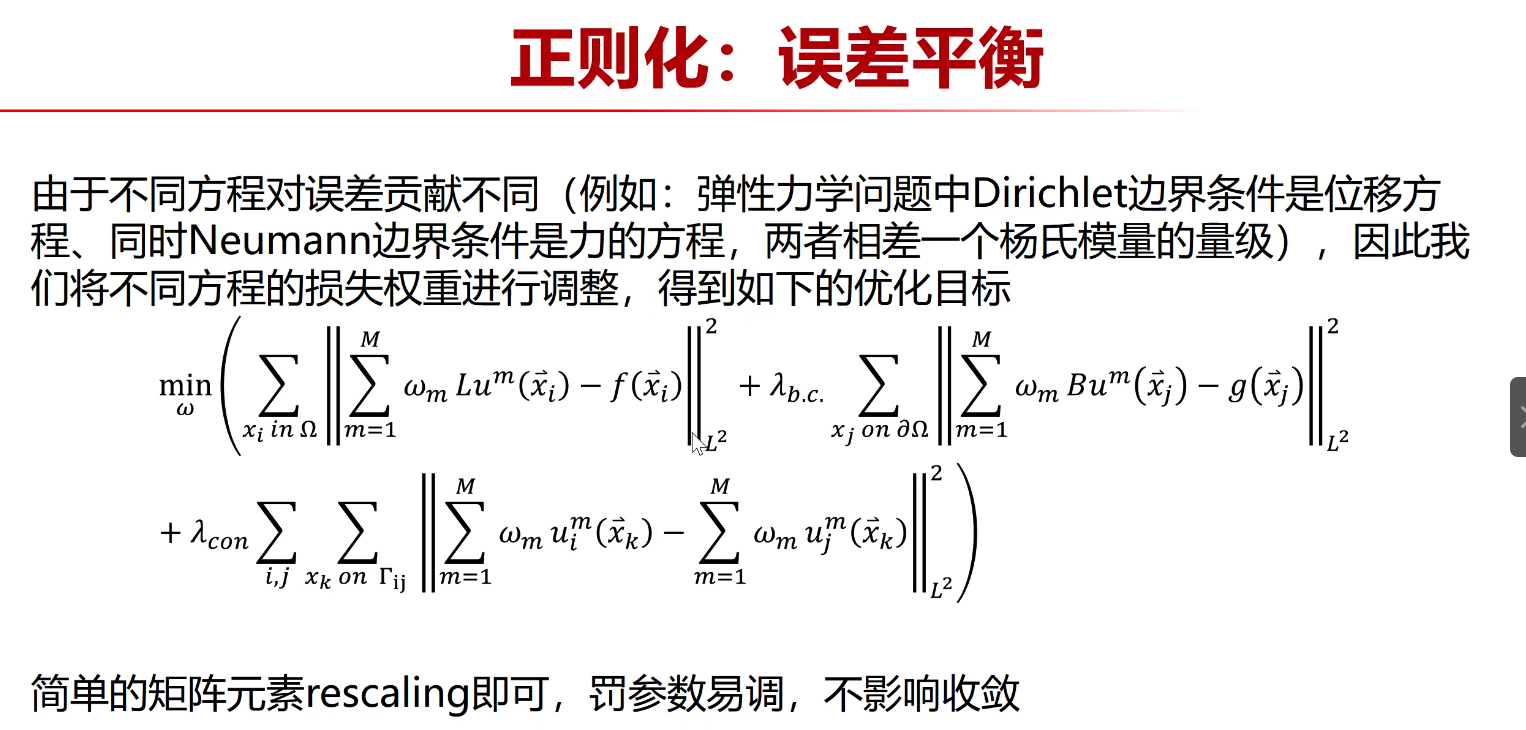 正则化：误差平衡
由于不同方程对误差贡献不同（例如：弹性力学问题中Dirichlet边界条件是位移方
程、同时Neumann边界条件是力的方程，两者相差一个杨氏模量的量级），因此我
们将不同方程的损失权重进行调整，得到如下的优化目标
$\min_{\omega} \left( \sum_{x_i \, in \, \Omega} \left\| \sum_{m=1}^{M} \omega_m L u^m(\vec{x}_i) - f(\vec{x}_i) \right\|_{L^2}^2 + \lambda_{b.c.} \sum_{x_j \, on \, \partial\Omega} \left\| \sum_{m=1}^{M} \omega_m B u^m(\vec{x}_j) - g(\vec{x}_j) \right\|_{L^2}^2 \right.$
$\left. + \lambda_{con} \sum_{i,j} \sum_{x_k \, on \, \Gamma_{ij}} \left\| \sum_{m=1}^{M} \omega_m u_i^m(\vec{x}_k) - \sum_{m=1}^{M} \omega_m u_j^m(\vec{x}_k) \right\|_{L^2}^2 \right)$
简单的矩阵元素rescaling即可，罚参数易调，不影响收敛